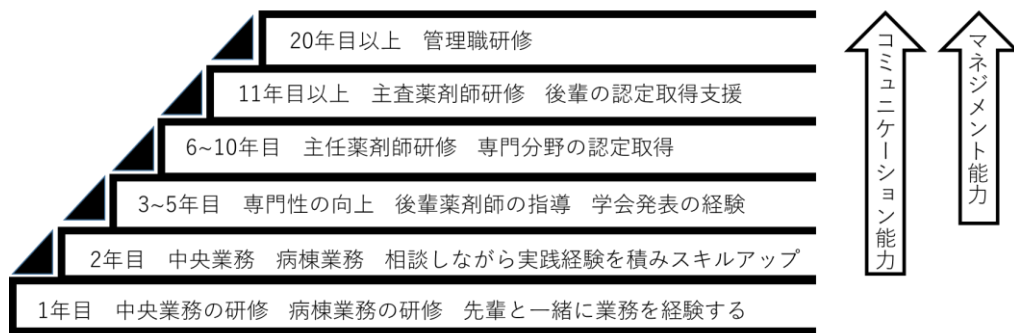 20年目以上　管理職研修
11年目以上　主査薬剤師研修　後輩の認定取得支援
6~10年目　主任薬剤師研修　専門分野の認定取得
3~5年目　専門性の向上　後輩薬剤師の指導　学会発表の経験
2年目　中央業務　病棟業務　相談しながら実践経験を積みスキルアップ
1年目　中央業務の研修　病棟業務の研修　先輩と一緒に業務を経験する
コミュニケーション能力
マネジメント能力